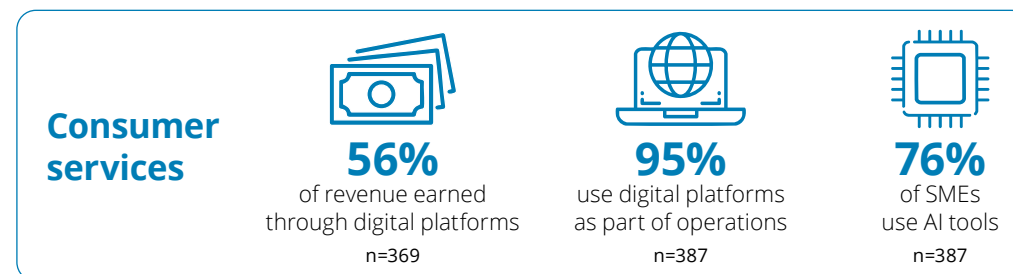 Consumer
services
56%
of revenue earned
through digital platforms
n=369
95%
use digital platforms
as part of operations
n=387
76%
of SMEs
use AI tools
n=387